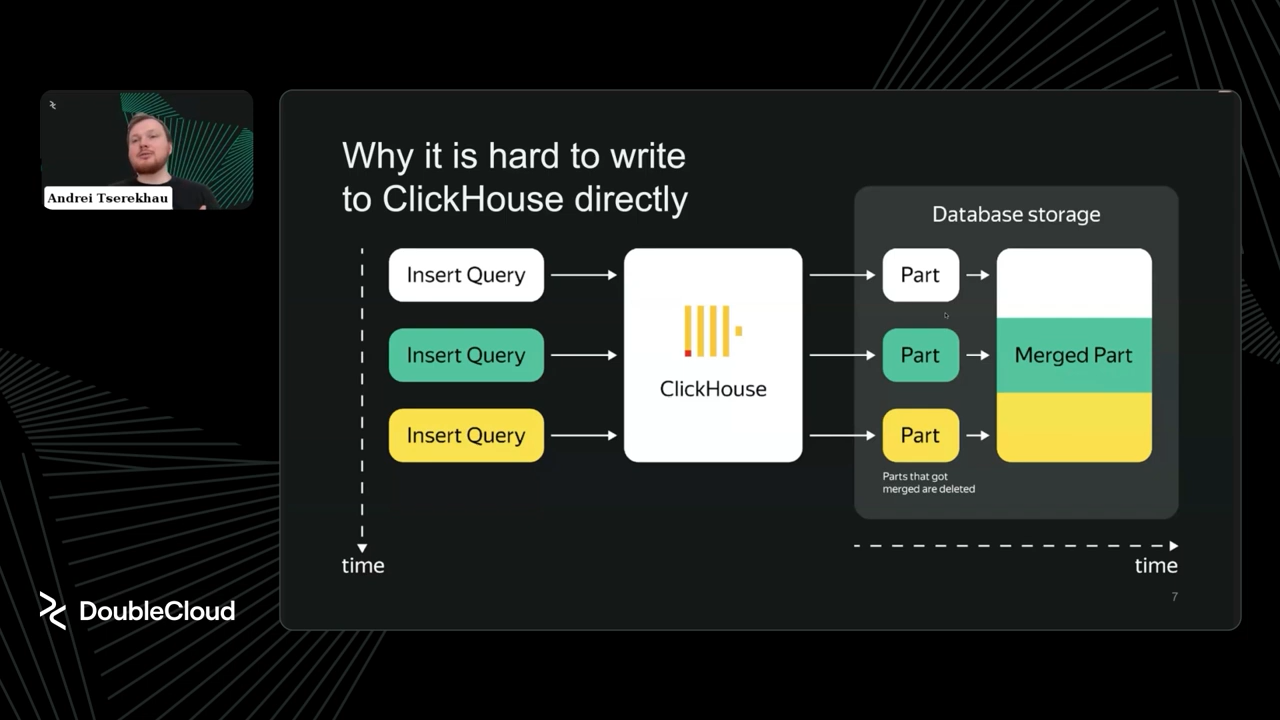 Andrei Tserekhau
DoubleCloud
Why it is hard to write
to ClickHouse directly
Database storage
Insert Query
Part
Insert Query
Part
Merged Part
ClickHouse
Insert Query
Part
Parts that got
merged are deleted
time
time
7